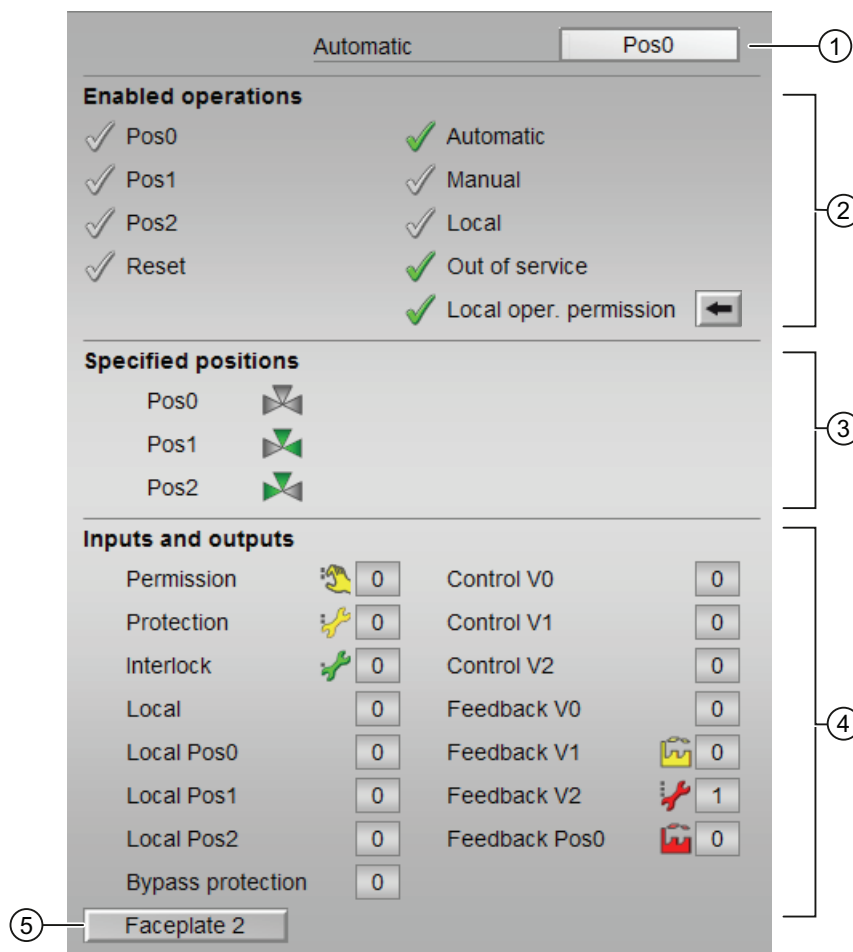 Automatic Pos0 1
Enabled operations
Pos0 Automatic
Pos1 Manual
Pos2 Local 2
Reset Out of service
Local oper. permission
Specified positions
Pos0
Pos1 3
Pos2
Inputs and outputs
Permission 0 Control V0 0
Protection 0 Control V1 0
Interlock 0 Control V2 0
Local 0 Feedback V0 0
Local Pos0 0 Feedback V1 0 4
Local Pos1 0 Feedback V2 1
Local Pos2 0 Feedback Pos0 0
Bypass protection 0
5 Faceplate 2